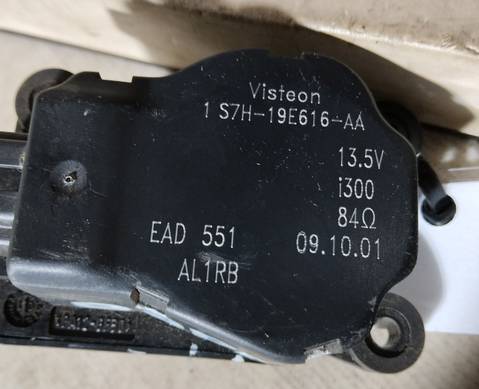 Visteon
1 S7H-19E616-AA
13.5V
i300
84Ω
EAD 551
09.10.01
AL1RB